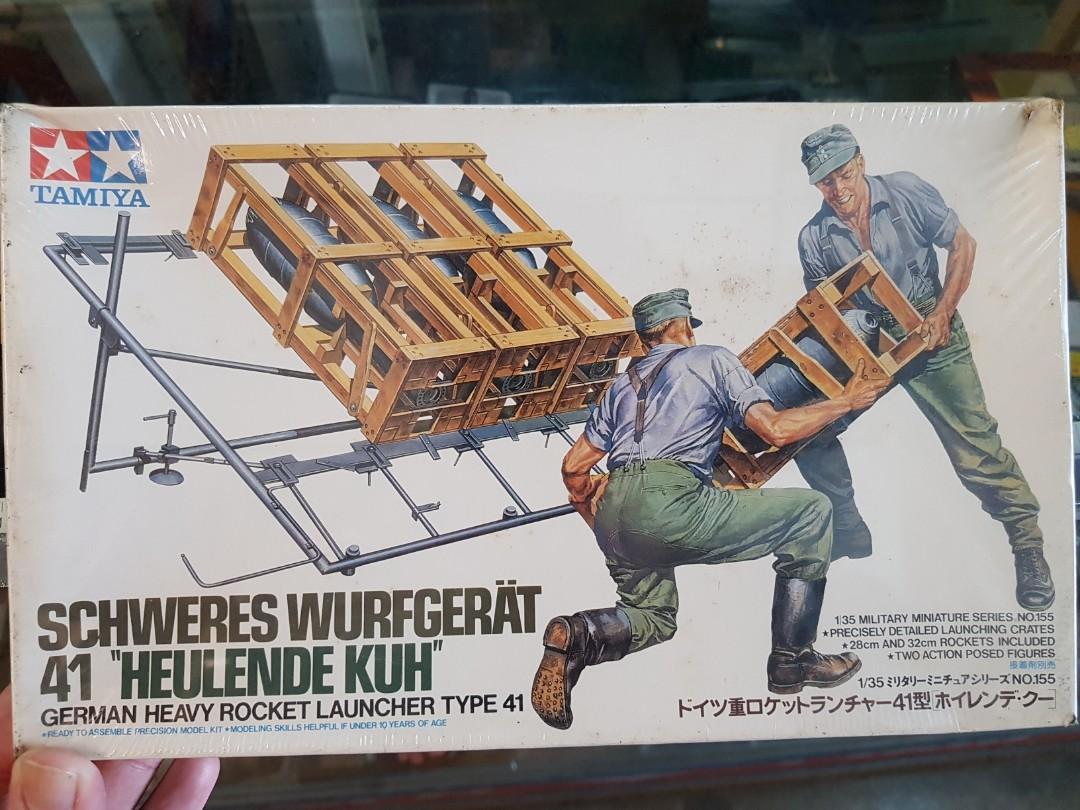 TAMIYA
SCHWERES WURFGERÄT
41 "HEULENDE KUH"
GERMAN HEAVY ROCKET LAUNCHER TYPE 41
★READY TO ASSEMBLE PRECISION MODEL KIT ★MODELING SKILLS HELPFUL IF UNDER 10 YEARS OF AGE
1/35 MILITARY MINIATURE SERIES NO.155
★PRECISELY DETAILED LAUNCHING CRATES
★28cm AND 32cm ROCKETS INCLUDED
★TWO ACTION POSED FIGURES
接着剤別売
1/35 ミリタリーミニチュアシリーズ NO.155
ドイツ重ロケットランチャー41型[ホイレンデ・クー]